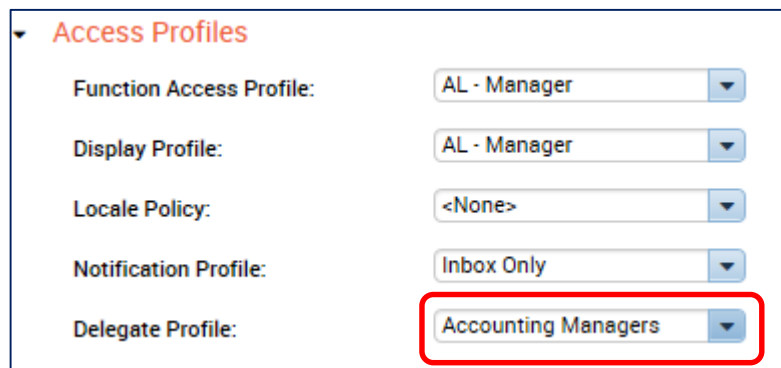 Access Profiles
Function Access Profile: AL - Manager
Display Profile: AL - Manager
Locale Policy: <None>
Notification Profile: Inbox Only
Delegate Profile: Accounting Managers